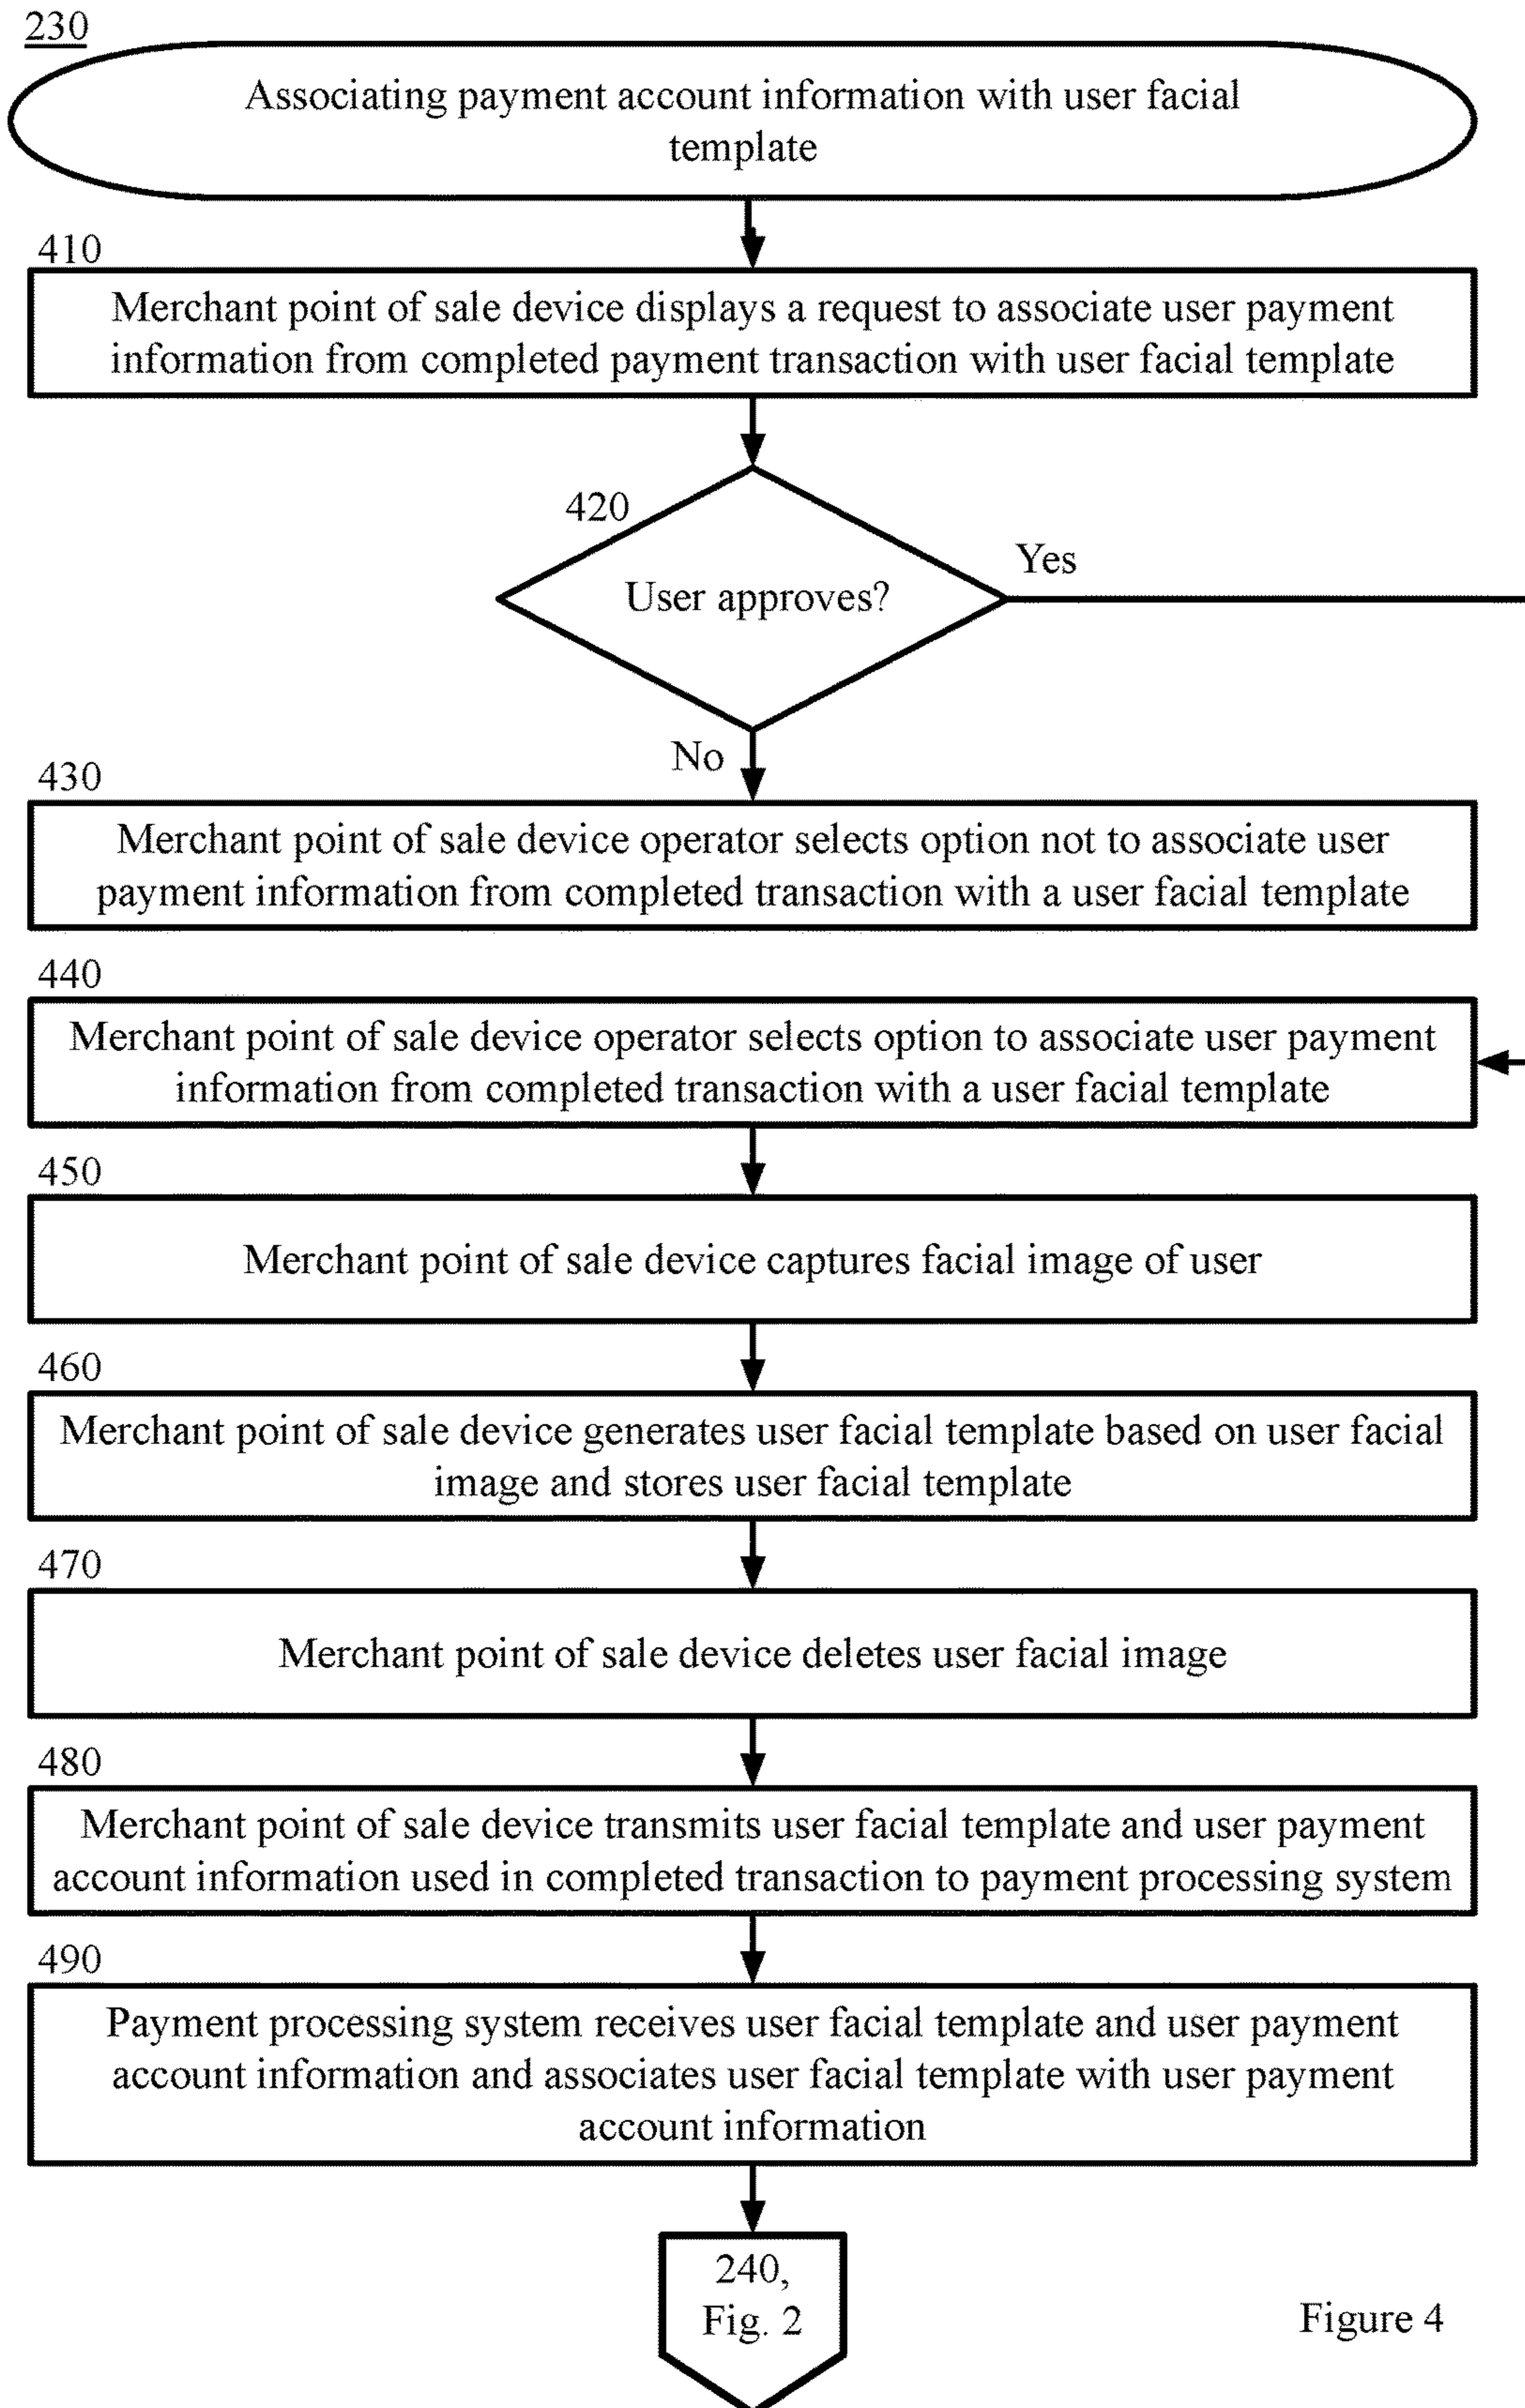 230
Associating payment account information with user facial
template
410
Merchant point of sale device displays a request to associate user payment
information from completed payment transaction with user facial template
420
User approves?
Yes
No
430
Merchant point of sale device operator selects option not to associate user
payment information from completed transaction with a user facial template
440
Merchant point of sale device operator selects option to associate user payment
information from completed transaction with a user facial template
450
Merchant point of sale device captures facial image of user
460
Merchant point of sale device generates user facial template based on user facial
image and stores user facial template
470
Merchant point of sale device deletes user facial image
480
Merchant point of sale device transmits user facial template and user payment
account information used in completed transaction to payment processing system
490
Payment processing system receives user facial template and user payment
account information and associates user facial template with user payment
account information
240,
Fig. 2
Figure 4